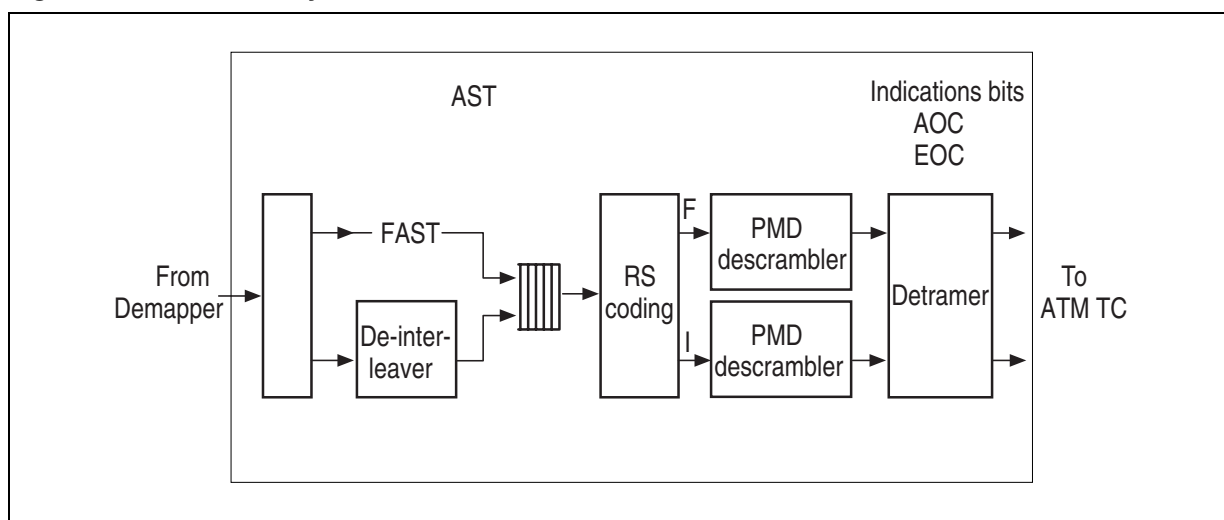 AST
Indications bits
AOC
EOC
From
Demapper
FAST
De-inter-
leaver
RS
coding
F
I
PMD
descrambler
PMD
descrambler
Detramer
To
ATM TC